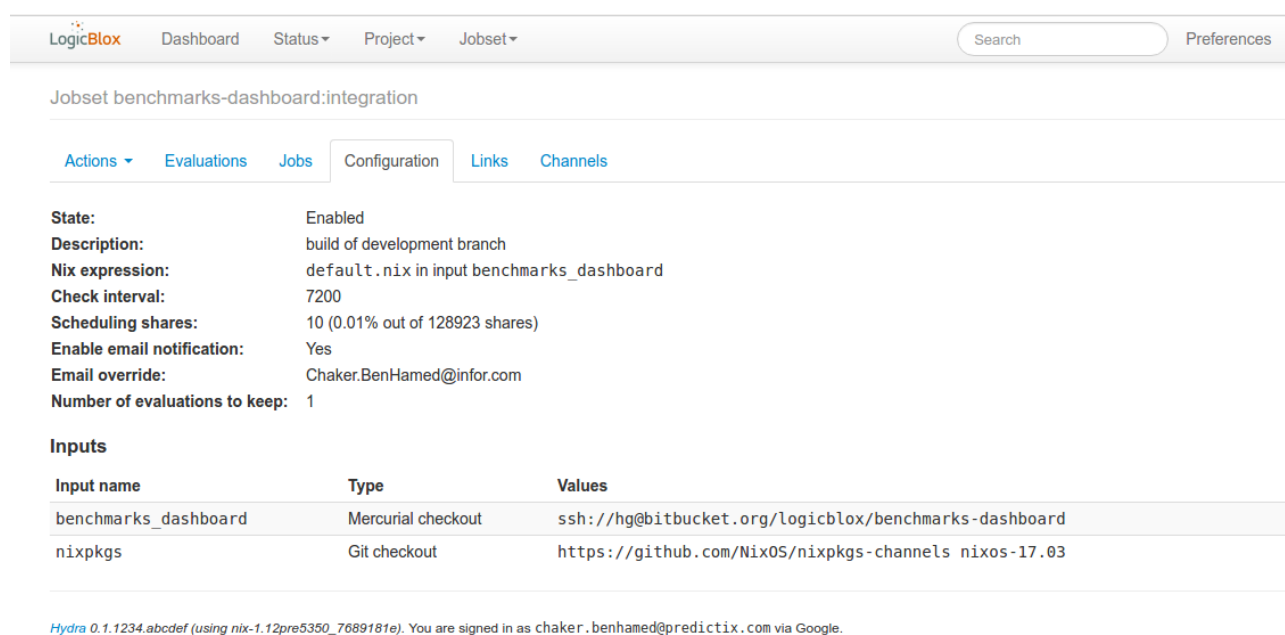 LogicBlox Dashboard Status Project Jobset Search Preferences
Jobset benchmarks-dashboard:integration
Actions Evaluations Jobs Configuration Links Channels
State: Enabled
Description: build of development branch
Nix expression: default.nix in input benchmarks_dashboard
Check interval: 7200
Scheduling shares: 10 (0.01% out of 128923 shares)
Enable email notification: Yes
Email override: Chaker.BenHamed@infor.com
Number of evaluations to keep: 1
Inputs
Input name Type Values
benchmarks_dashboard Mercurial checkout ssh://hg@bitbucket.org/logicblox/benchmarks-dashboard
nixpkgs Git checkout https://github.com/NixOS/nixpkgs-channels nixos-17.03
Hydra 0.1.1234.abcdef (using nix-1.12pre5350_7689181e). You are signed in as chaker.benhamed@predictix.com via Google.